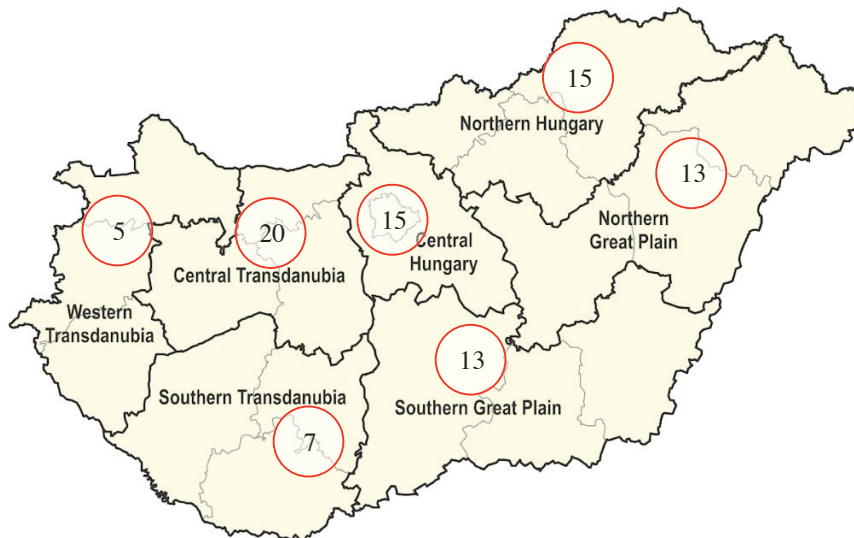 15
Northern Hungary
13
Northern
Great Plain
5
20
15
Central
Hungary
Central Transdanubia
Western
Transdanubia
13
Southern Great Plain
Southern Transdanubia
7